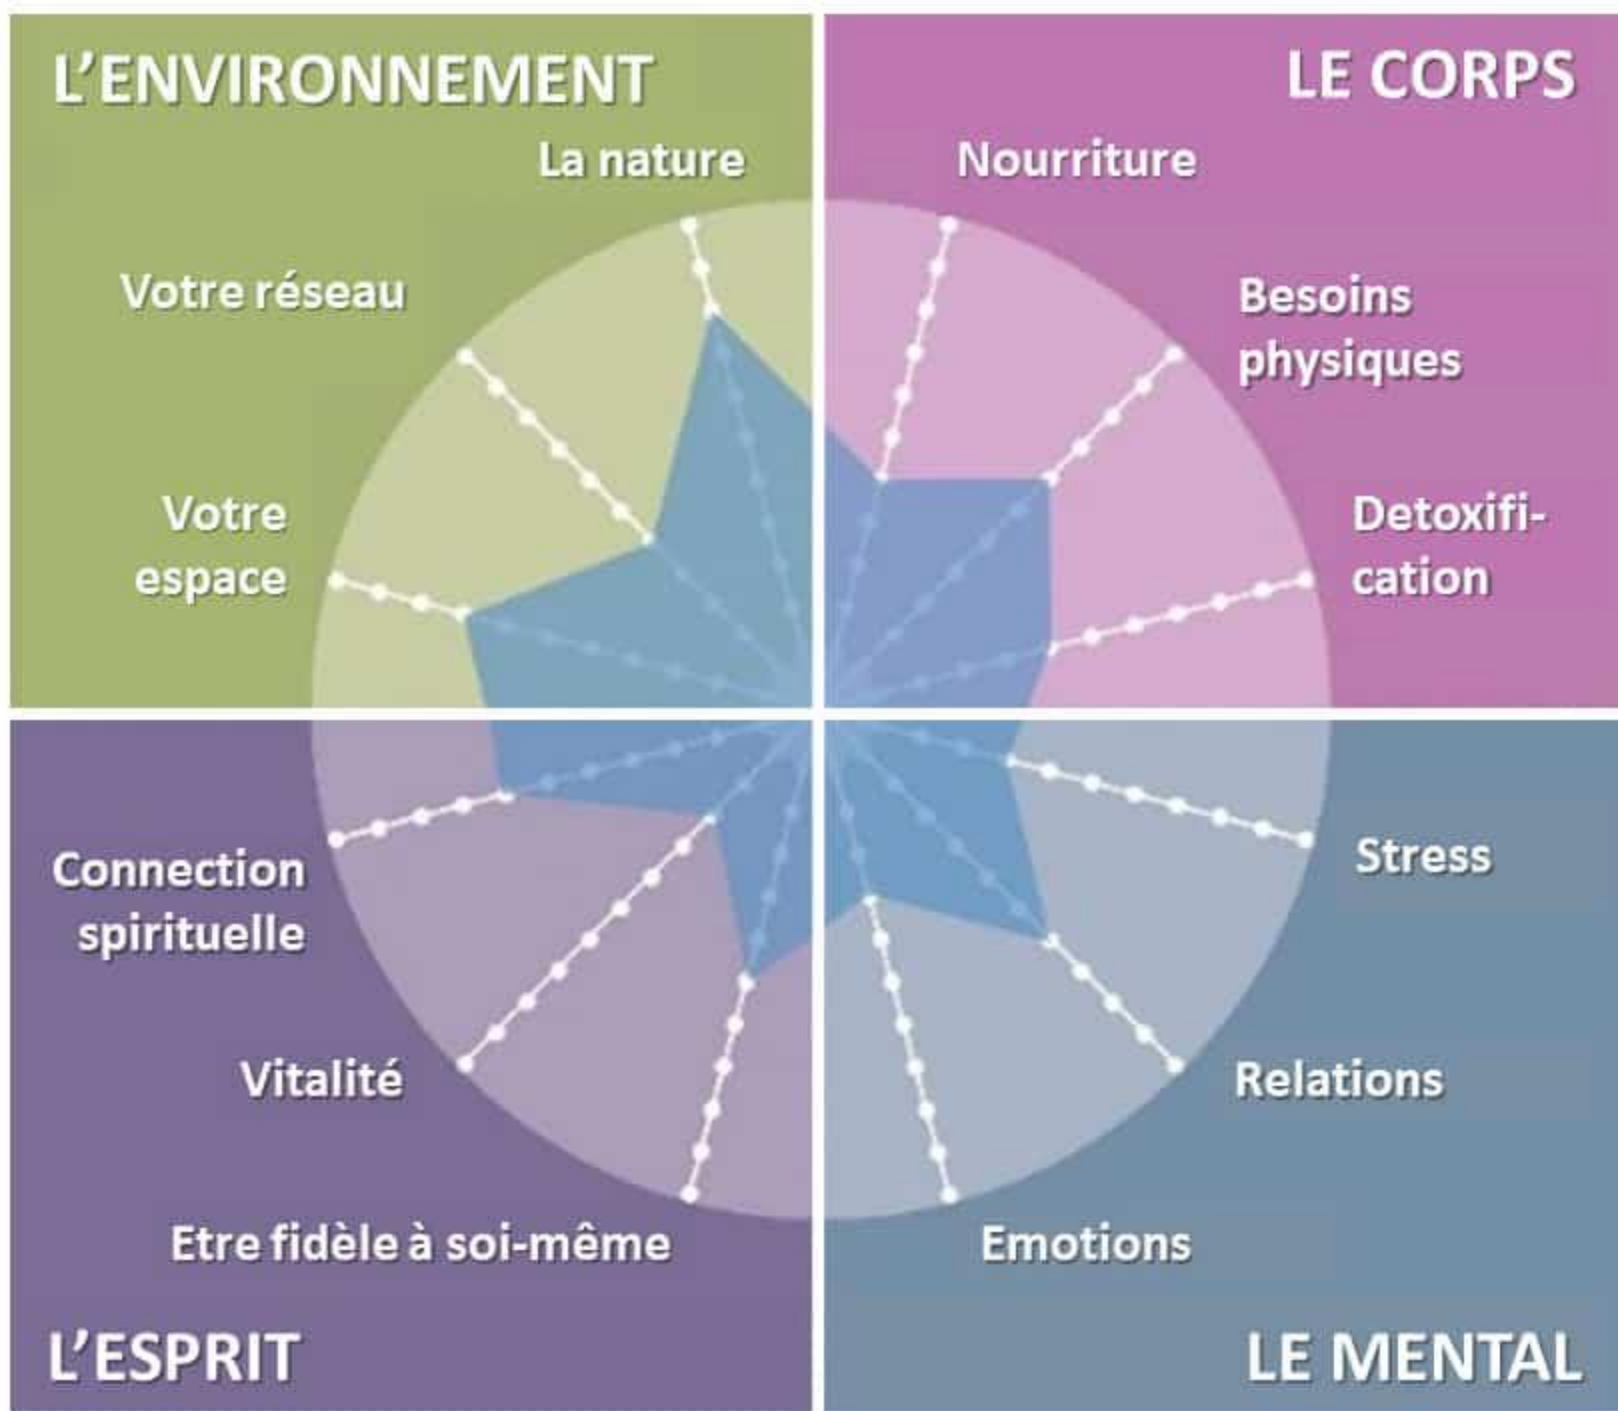 L'ENVIRONNEMENT
La nature
Votre réseau
Votre
espace
LE CORPS
Nourriture
Besoins
physiques
Detoxifi-
cation
Connection
spirituelle
Vitalité
Etre fidèle à soi-même
L'ESPRIT
Stress
Relations
Emotions
LE MENTAL